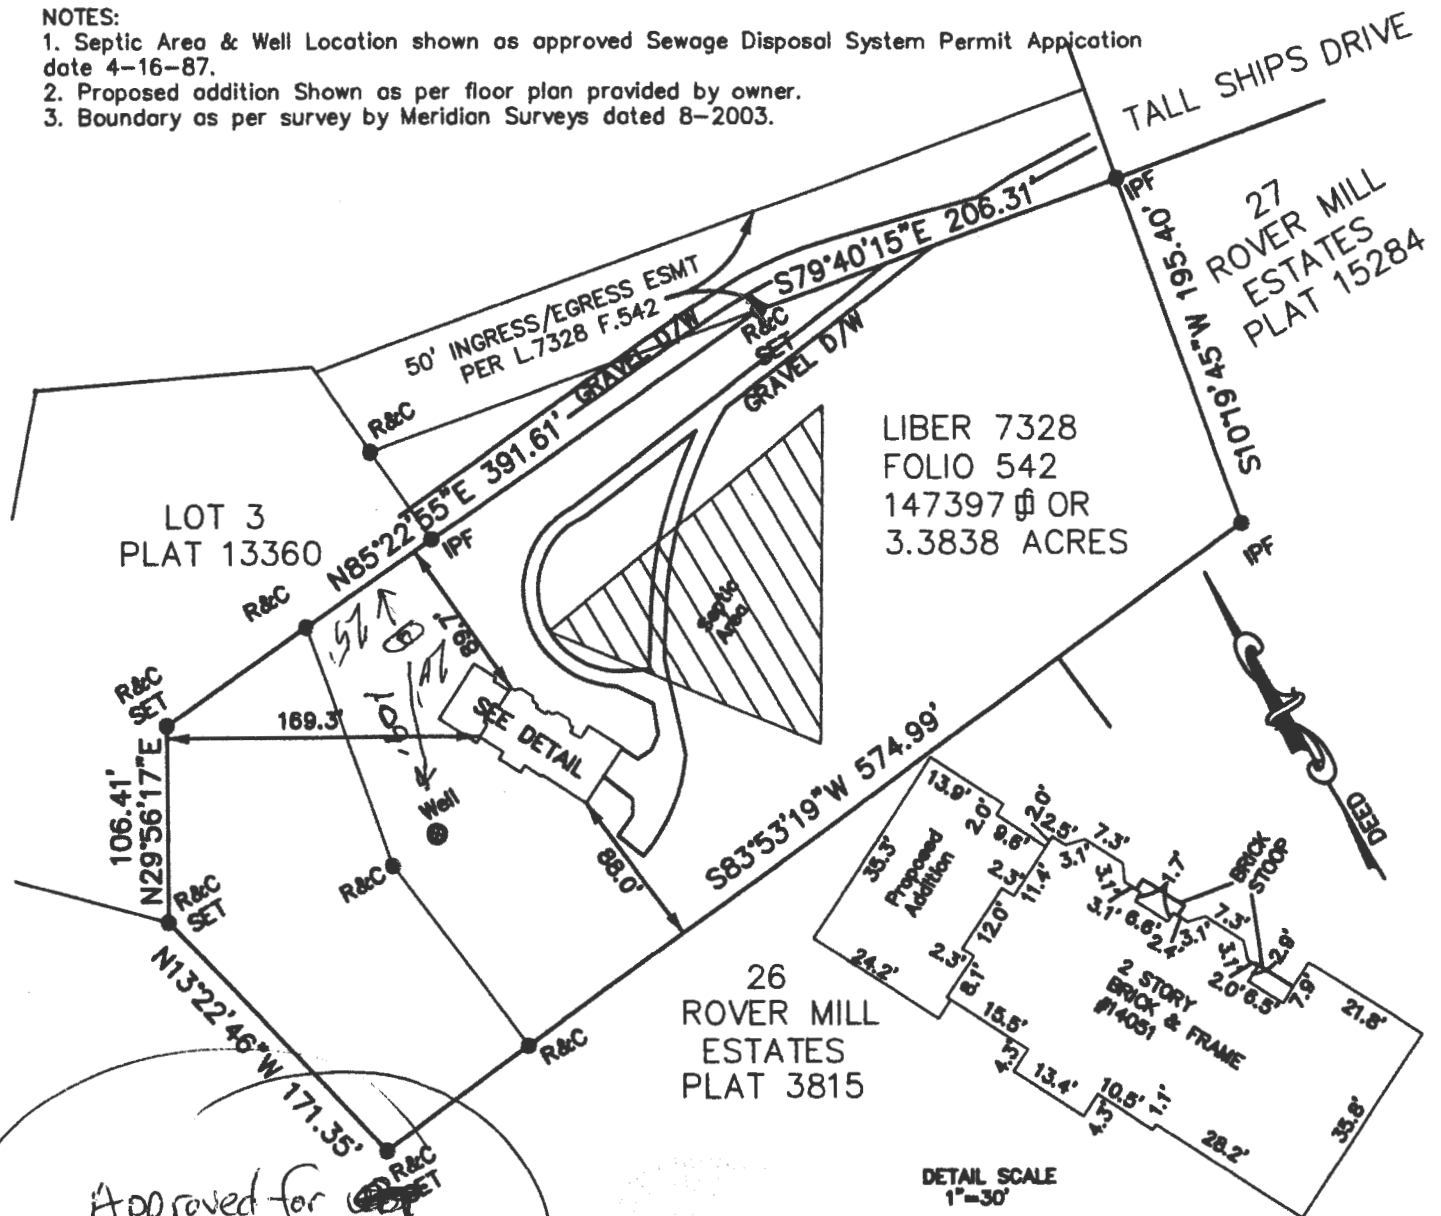 NOTES:
1. Septic Area & Well Location shown as approved Sewage Disposal System Permit Appication
date 4-16-87.
2. Proposed addition Shown as per floor plan provided by owner.
3. Boundary as per survey by Meridian Surveys dated 8-2003.
TALL SHIPS DRIVE
IPF
27
ROVER MILL
ESTATES
PLAT 15284
S10°19'45"W 195.40'
S79°40'15"E 206.31'
50' INGRESS/EGRESS ESMT
PER L.7328 F.542
GRAVEL D/W
R&C
SET
GRAVEL D/W
R&C
N85°22'55"E 391.61'
IPF
LIBER 7328
FOLIO 542
147397 OR
3.3838 ACRES
IPF
LOT 3
PLAT 13360
R&C
R&C
SET
Septic
Area
69.7'
169.3'
SEE DETAIL
100'
Well
106.41'
N29°56'17"E
R&C
SET
R&C
88.0'
S83°53'19"W 574.99'
DEED
N13°22'46"W 171.35'
R&C
R&C
SET
26
ROVER MILL
ESTATES
PLAT 3815
13.9'
2.0'
9.6'
2.0'
2.5'
3.1'
7.3'
3.1'
1.7'
BRICK
STOOP
35.3'
Proposed
Addition
2.3'
11.4'
12.0'
3.1'
6.6'
2.4'
3.1'
7.3'
3.1'
2.9'
2.0'
6.5'
7.9'
21.8'
24.2'
2.3'
8.1'
2 STORY
BRICK & FRAME
#14051
15.5'
4.3'
13.4'
10.5'
1.1'
4.3'
28.2'
35.8'
DETAIL SCALE
1"=30'
Approved for